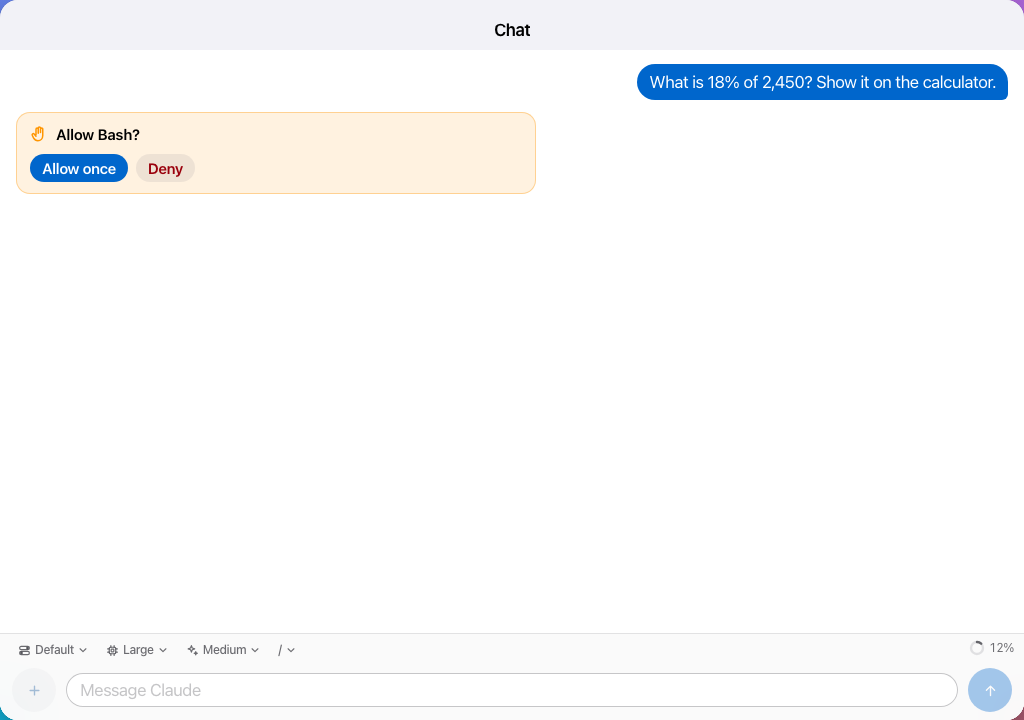 Chat
What is 18% of 2,450? Show it on the calculator.
Allow Bash?
Allow once
Deny
Default
Large
Medium
/
12%
Message Claude